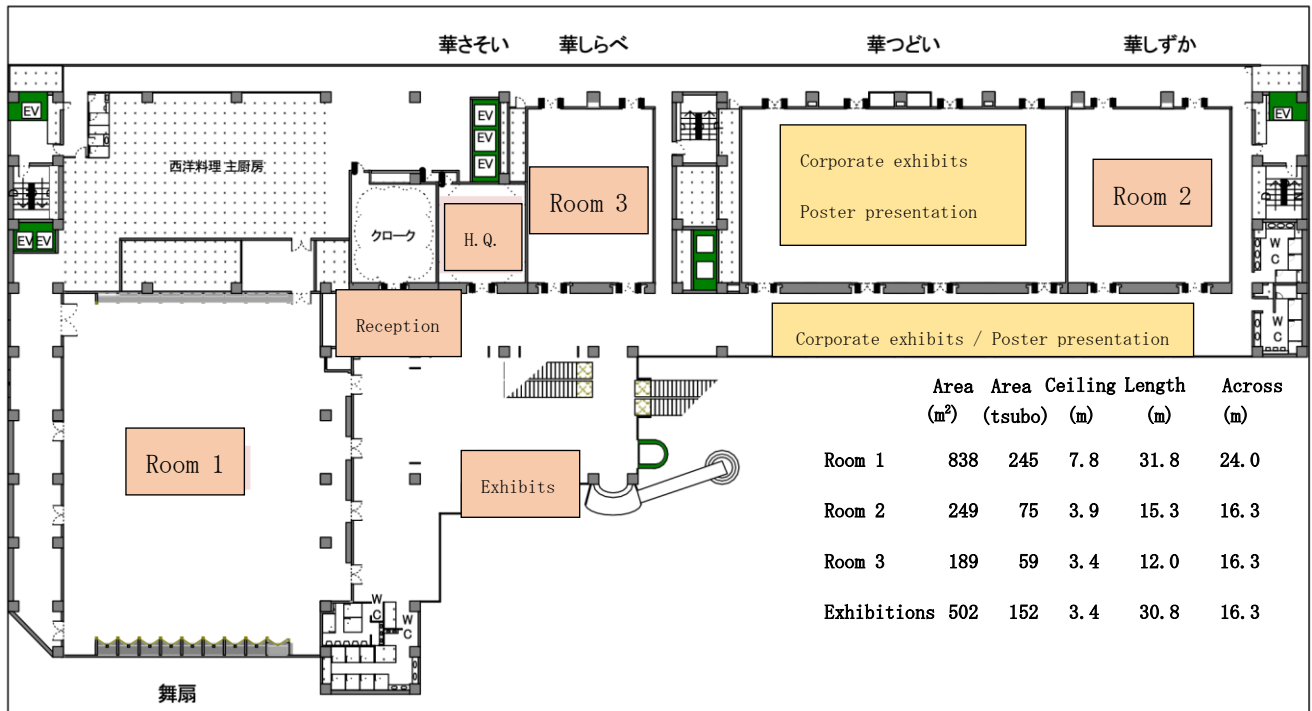 華さそい 華しらべ 華つどい 華しずか
EV
EV
EV
EV
EV
西洋料理 主厨房
Corporate exhibits
Poster presentation
Room 3
Room 2
クローク
H.Q.
EV EV
W
C
Reception
Corporate exhibits / Poster presentation
W
C
Area Area Ceiling Length Across
(m²) (tsubo) (m) (m) (m)
Room 1
Room 1 838 245 7.8 31.8 24.0
Exhibits
Room 2 249 75 3.9 15.3 16.3
Room 3 189 59 3.4 12.0 16.3
Exhibitions 502 152 3.4 30.8 16.3
W
C
W
C
舞扇